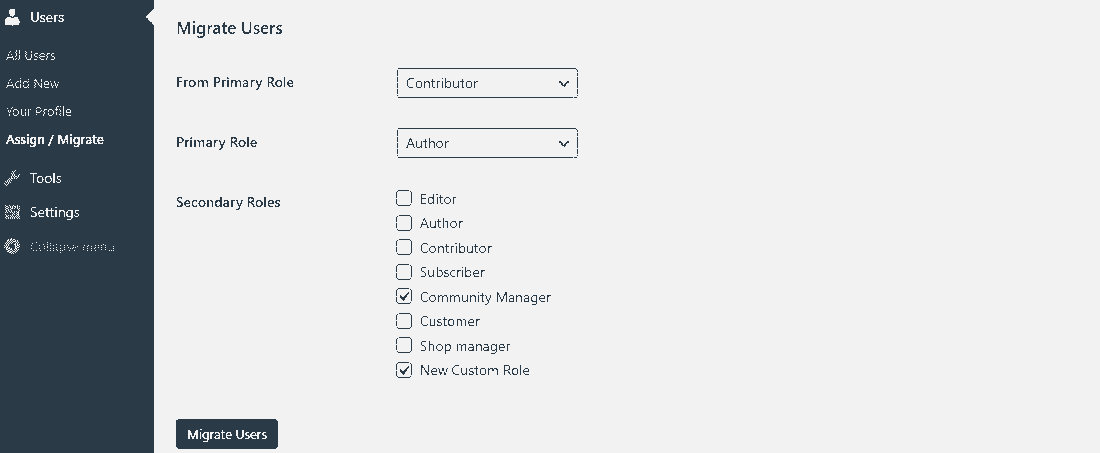 Users
All Users
Add New
Your Profile
Assign / Migrate
Tools
Settings
Collapse menu
Migrate Users
From Primary Role
Contributor
Primary Role
Author
Secondary Roles
Editor
Author
Contributor
Subscriber
Community Manager
Customer
Shop manager
New Custom Role
Migrate Users